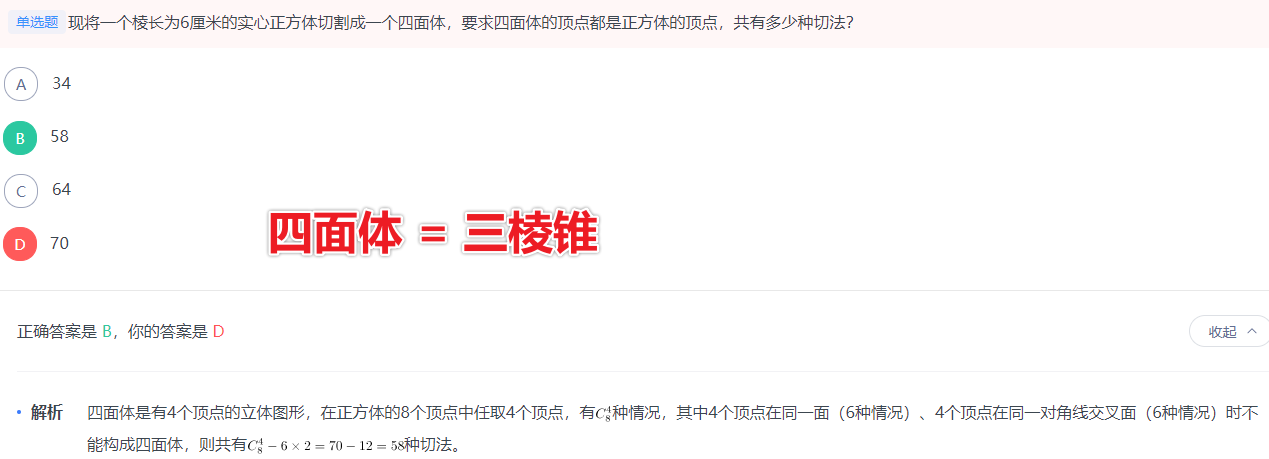 单选题 现将一个棱长为6厘米的实心正方体切割成一个四面体，要求四面体的顶点都是正方体的顶点，共有多少种切法？
A 34
B 58
C 64
D 70
四面体 = 三棱锥
正确答案是 B，你的答案是 D
收起
解析 四面体是有4个顶点的立体图形，在正方体的8个顶点中任取4个顶点，有$C_8^4$种情况，其中4个顶点在同一面（6种情况）、4个顶点在同一对角线交叉面（6种情况）时不
能构成四面体，则共有$C_8^4-6\times2=70-12=58$种切法。